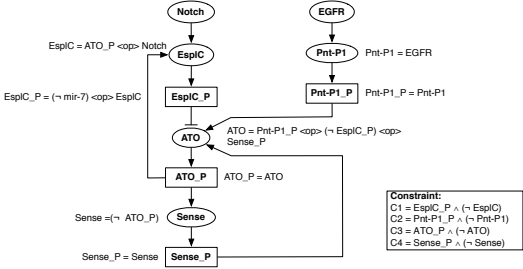 Notch
EGFR
EsplC = ATO_P <op> Notch
EsplC
Pnt-P1
Pnt-P1 = EGFR
EsplC_P = (¬ mir-7) <op> EsplC
EsplC_P
Pnt-P1_P
Pnt-P1_P = Pnt-P1
ATO
ATO = Pnt-P1_P <op> (¬ EsplC_P) <op>
Sense_P
ATO_P
ATO_P = ATO
Sense =(¬ ATO_P)
Sense
Sense_P = Sense
Sense_P
Constraint:
C1 = EsplC_P ∧ (¬ EsplC)
C2 = Pnt-P1_P ∧ (¬ Pnt-P1)
C3 = ATO_P ∧ (¬ ATO)
C4 = Sense_P ∧ (¬ Sense)